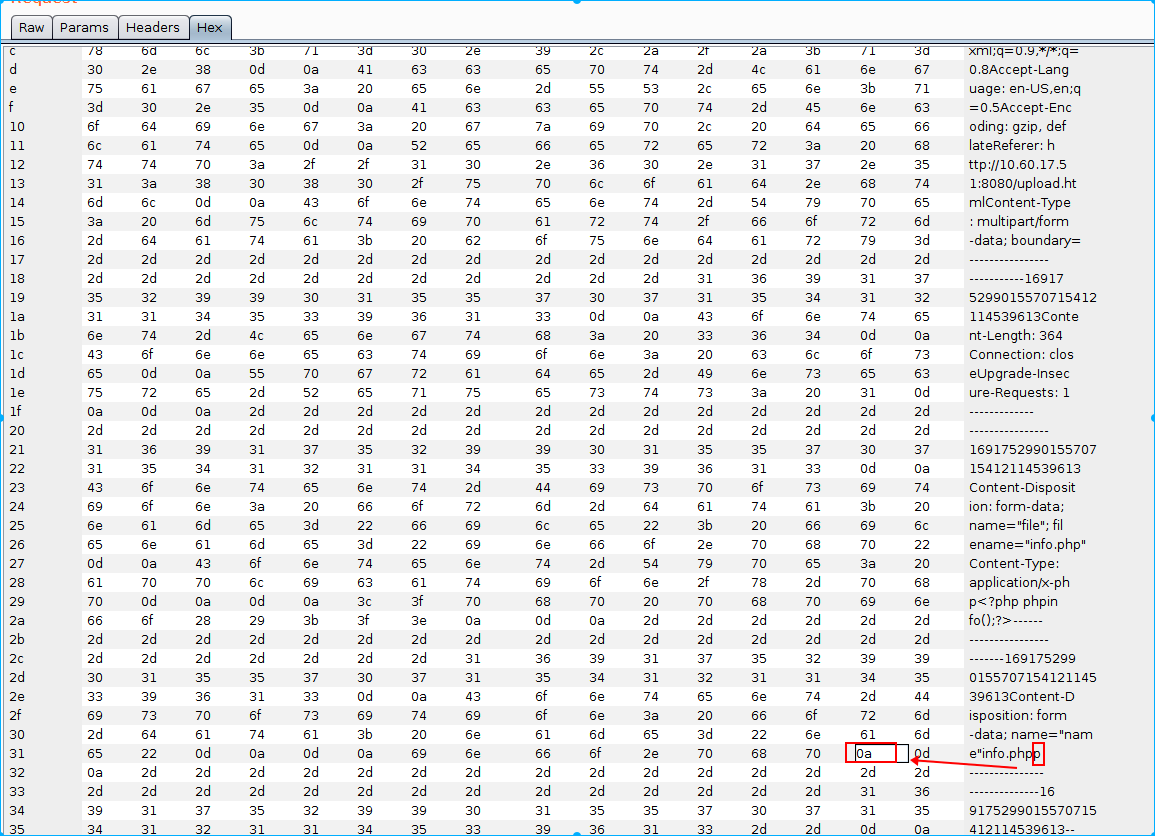 Request
Raw Params Headers Hex
c 78 6d 6c 3b 71 3d 30 2e 39 2c 2a 2f 2a 3b 71 3d xml;q=0.9,*/*;q=
d 30 2e 38 0d 0a 41 63 63 65 70 74 2d 4c 61 6e 67 0.8Accept-Lang
e 75 61 67 65 3a 20 65 6e 2d 55 53 2c 65 6e 3b 71 uage: en-US,en;q
f 3d 30 2e 35 0d 0a 41 63 63 65 70 74 2d 45 6e 63 =0.5Accept-Enc
10 6f 64 69 6e 67 3a 20 67 7a 69 70 2c 20 64 65 66 oding: gzip, def
11 6c 61 74 65 0d 0a 52 65 66 65 72 65 72 3a 20 68 lateReferer: h
12 74 74 70 3a 2f 2f 31 30 2e 36 30 2e 31 37 2e 35 ttp://10.60.17.5
13 31 3a 38 30 38 30 2f 75 70 6c 6f 61 64 2e 68 74 1:8080/upload.ht
14 6d 6c 0d 0a 43 6f 6e 74 65 6e 74 2d 54 79 70 65 mlContent-Type
15 3a 20 6d 75 6c 74 69 70 61 72 74 2f 66 6f 72 6d : multipart/form
16 2d 64 61 74 61 3b 20 62 6f 75 6e 64 61 72 79 3d -data; boundary=
17 2d 2d 2d 2d 2d 2d 2d 2d 2d 2d 2d 2d 2d 2d 2d 2d ----------------
18 2d 2d 2d 2d 2d 2d 2d 2d 2d 2d 2d 31 36 39 31 37 -----------16917
19 35 32 39 39 30 31 35 35 37 30 37 31 35 34 31 32 5299015570715412
1a 31 31 34 35 33 39 36 31 33 0d 0a 43 6f 6e 74 65 114539613Conte
1b 6e 74 2d 4c 65 6e 67 74 68 3a 20 33 36 34 0d 0a nt-Length: 364
1c 43 6f 6e 6e 65 63 74 69 6f 6e 3a 20 63 6c 6f 73 Connection: clos
1d 65 0d 0a 55 70 67 72 61 64 65 2d 49 6e 73 65 63 eUpgrade-Insec
1e 75 72 65 2d 52 65 71 75 65 73 74 73 3a 20 31 0d ure-Requests: 1
1f 0a 0d 0a 2d 2d 2d 2d 2d 2d 2d 2d 2d 2d 2d 2d 2d -------------
20 2d 2d 2d 2d 2d 2d 2d 2d 2d 2d 2d 2d 2d 2d 2d 2d ----------------
21 31 36 39 31 37 35 32 39 39 30 31 35 35 37 30 37 1691752990155707
22 31 35 34 31 32 31 31 34 35 33 39 36 31 33 0d 0a 15412114539613
23 43 6f 6e 74 65 6e 74 2d 44 69 73 70 6f 73 69 74 Content-Disposit
24 69 6f 6e 3a 20 66 6f 72 6d 2d 64 61 74 61 3b 20 ion: form-data;
25 6e 61 6d 65 3d 22 66 69 6c 65 22 3b 20 66 69 6c name="file"; fil
26 65 6e 61 6d 65 3d 22 69 6e 66 6f 2e 70 68 70 22 ename="info.php"
27 0d 0a 43 6f 6e 74 65 6e 74 2d 54 79 70 65 3a 20 Content-Type:
28 61 70 70 6c 69 63 61 74 69 6f 6e 2f 78 2d 70 68 application/x-ph
29 70 0d 0a 0d 0a 3c 3f 70 68 70 20 70 68 70 69 6e p<?php phpin
2a 66 6f 28 29 3b 3f 3e 0a 0d 0a 2d 2d 2d 2d 2d 2d fo();?>------
2b 2d 2d 2d 2d 2d 2d 2d 2d 2d 2d 2d 2d 2d 2d 2d 2d ----------------
2c 2d 2d 2d 2d 2d 2d 2d 31 36 39 31 37 35 32 39 39 -------169175299
2d 30 31 35 35 37 30 37 31 35 34 31 32 31 31 34 35 0155707154121145
2e 33 39 36 31 33 0d 0a 43 6f 6e 74 65 6e 74 2d 44 39613Content-D
2f 69 73 70 6f 73 69 74 69 6f 6e 3a 20 66 6f 72 6d isposition: form
30 2d 64 61 74 61 3b 20 6e 61 6d 65 3d 22 6e 61 6d -data; name="nam
31 65 22 0d 0a 0d 0a 69 6e 66 6f 2e 70 68 70 0a 0d e"info.phpp
32 0a 2d 2d 2d 2d 2d 2d 2d 2d 2d 2d 2d 2d 2d 2d 2d ---------------
33 2d 2d 2d 2d 2d 2d 2d 2d 2d 2d 2d 2d 2d 2d 31 36 --------------16
34 39 31 37 35 32 39 39 30 31 35 35 37 30 37 31 35 9175299015570715
35 34 31 32 31 31 34 35 33 39 36 31 33 2d 2d 0d 0a 412114539613--